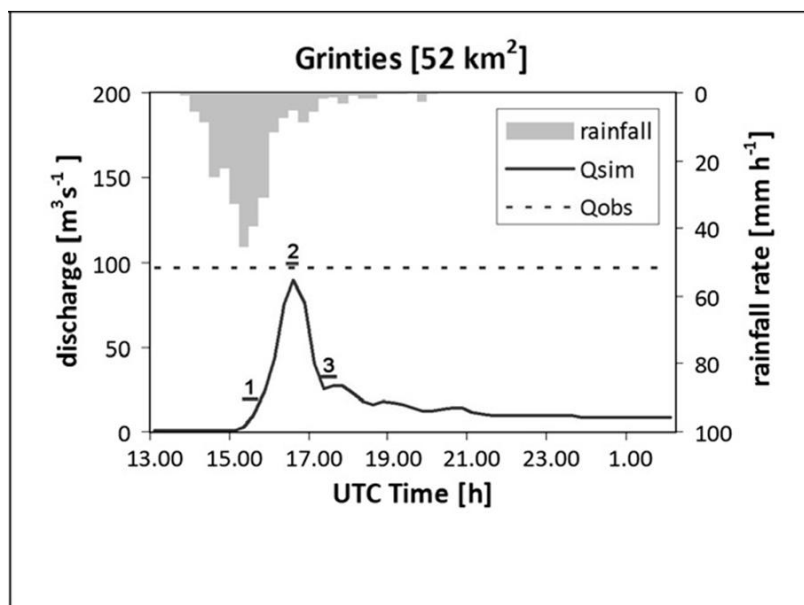 Grinties [52 km²]
200
150
100
50
0
discharge [m³s⁻¹]
0
20
40
60
80
100
rainfall rate [mm h⁻¹]
rainfall
Qsim
Qobs
1
2
3
13.00 15.00 17.00 19.00 21.00 23.00 1.00
UTC Time [h]